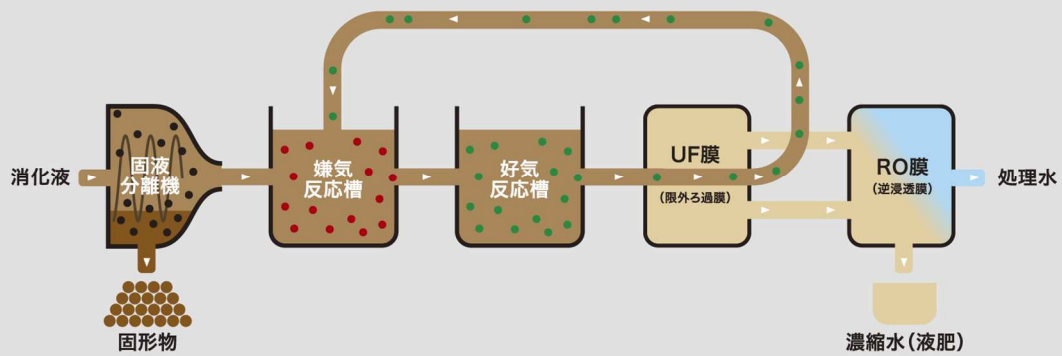 消化液
固液
分離機
固形物
嫌気
反応槽
好気
反応槽
UF膜
(限外ろ過膜)
RO膜
(逆浸透膜)
処理水
濃縮水(液肥)